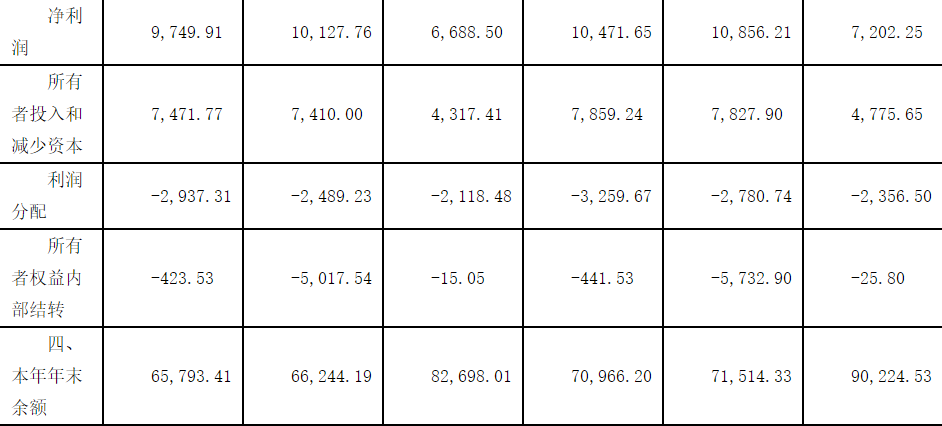 净利
润
9,749.91
10,127.76
6,688.50
10,471.65
10,856.21
7,202.25
所有
者投入和
减少资本
7,471.77
7,410.00
4,317.41
7,859.24
7,827.90
4,775.65
利润
分配
-2,937.31
-2,489.23
-2,118.48
-3,259.67
-2,780.74
-2,356.50
所有
者权益内
部结转
-423.53
-5,017.54
-15.05
-441.53
-5,732.90
-25.80
四、
本年年末
余额
65,793.41
66,244.19
82,698.01
70,966.20
71,514.33
90,224.53